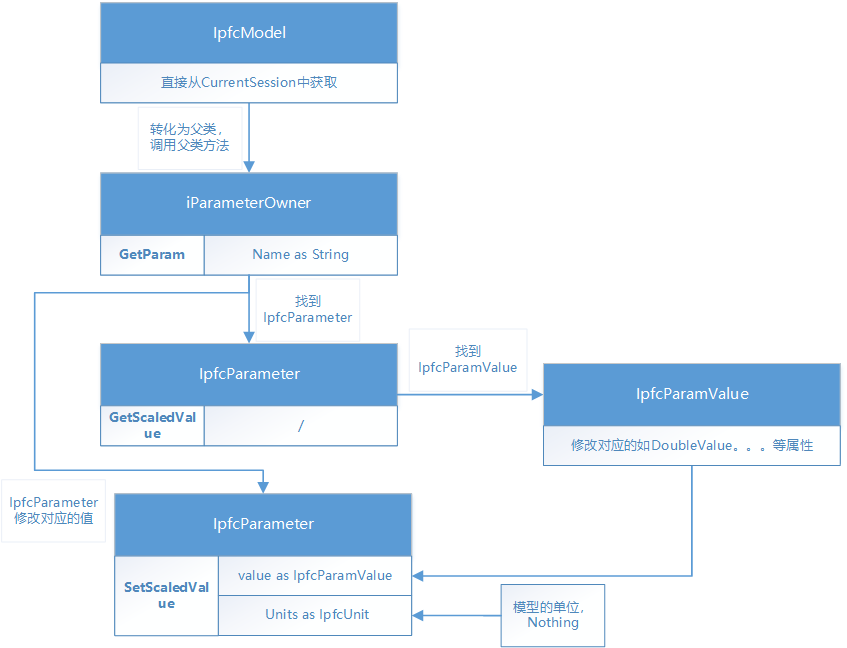 IpfcModel
直接从CurrentSession中获取
转化为父类，
调用父类方法
iParameterOwner
GetParam
Name as String
找到
IpfcParameter
IpfcParameter
GetScaledVal
ue
/
找到
IpfcParamValue
IpfcParamValue
修改对应的如DoubleValue。。。等属性
IpfcParameter
修改对应的值
IpfcParameter
SetScaledVal
ue
value as IpfcParamValue
Units as IpfcUnit
模型的单位，
Nothing